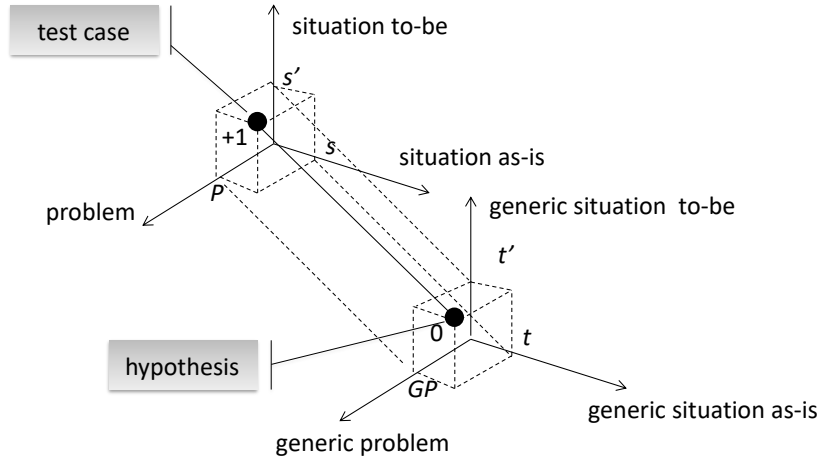 test case
situation to-be
s’
+1
s
situation as-is
P
problem
generic situation  to-be
t’
0
t
hypothesis
GP
generic situation as-is
generic problem